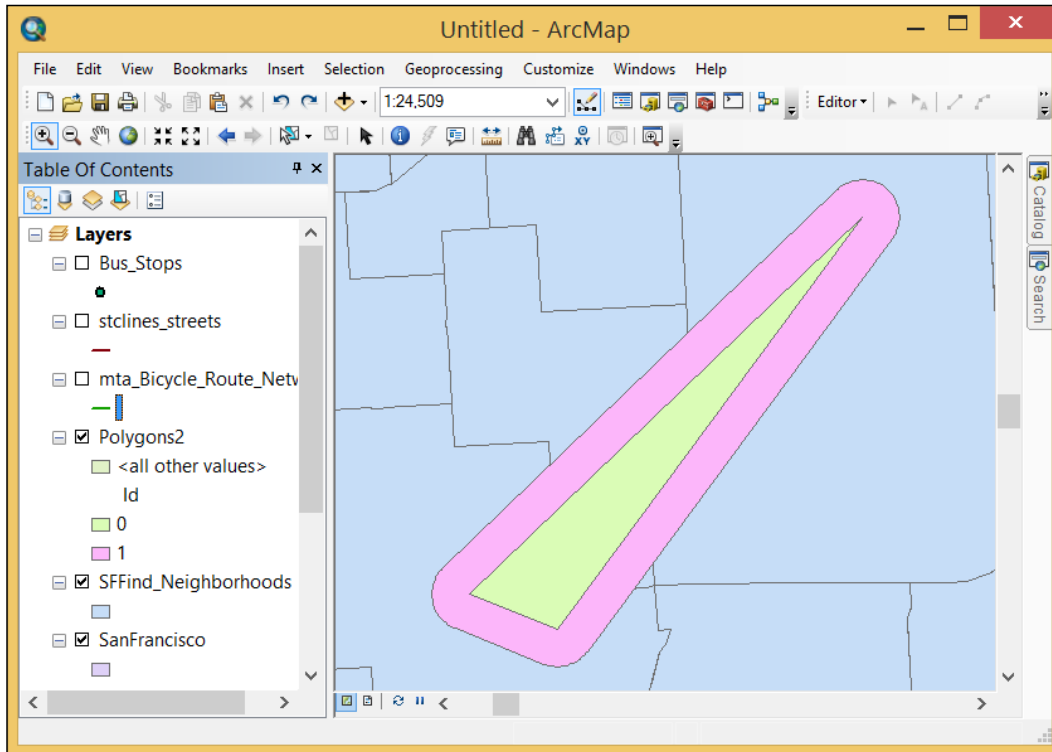 Untitled - ArcMap
File Edit View Bookmarks Insert Selection Geoprocessing Customize Windows Help
1:24,509 Editor
XY
Table Of Contents
Layers
Bus_Stops
stclines_streets
mta_Bicycle_Route_Netv
Polygons2
<all other values>
Id
0
1
SFFind_Neighborhoods
SanFrancisco
Catalog
Search